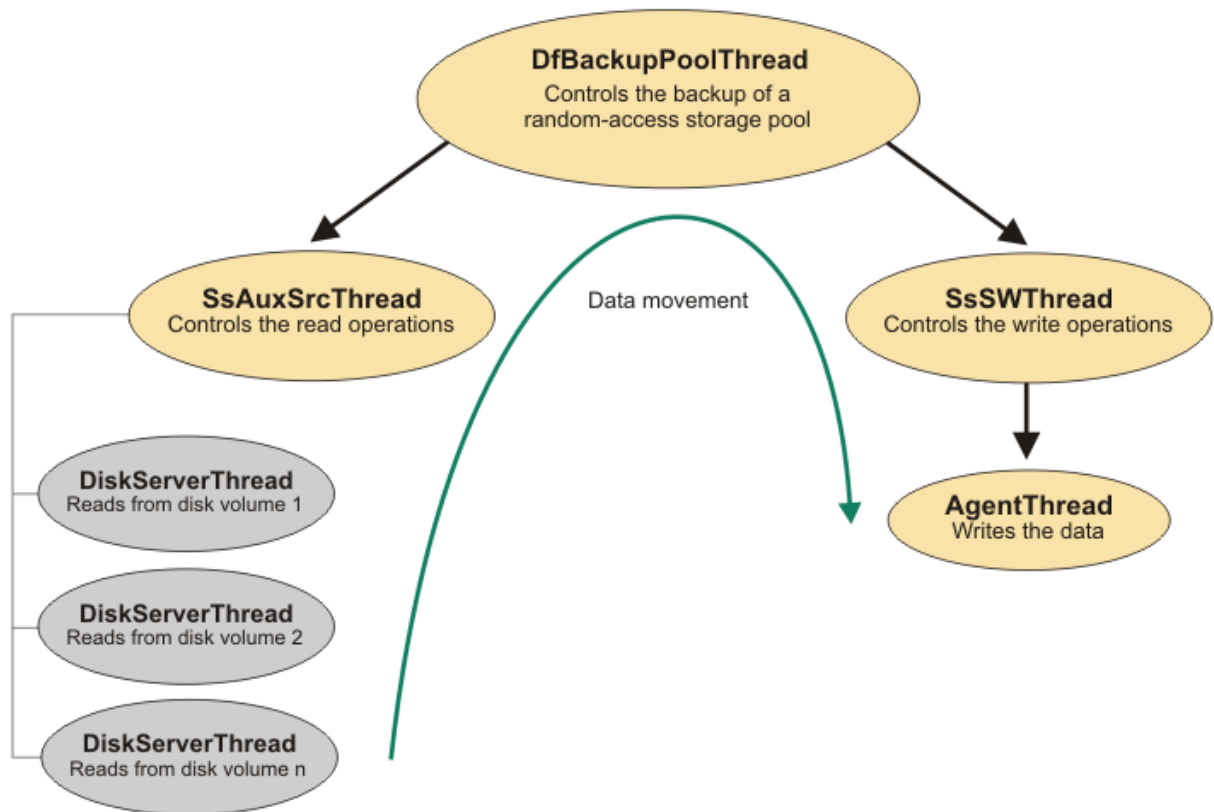 DfBackupPoolThread
Controls the backup of a
random-access storage pool
SsAuxSrcThread
Controls the read operations
Data movement
SsSWThread
Controls the write operations
DiskServerThread
Reads from disk volume 1
AgentThread
Writes the data
DiskServerThread
Reads from disk volume 2
DiskServerThread
Reads from disk volume n